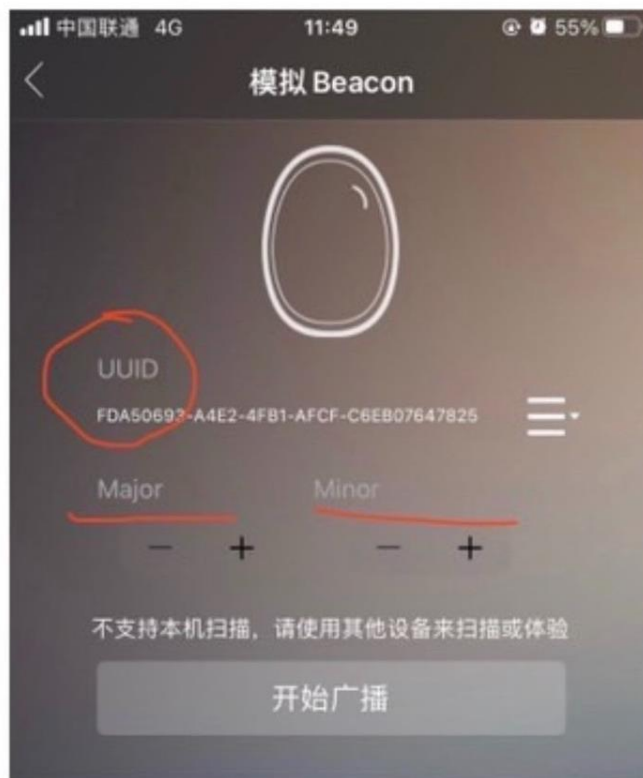 中国联通 4G 11:49 55%
模拟 Beacon
UUID
FDA50693-A4E2-4FB1-AFCF-C6EB07647825
Major Minor
− + − +
不支持本机扫描，请使用其他设备来扫描或体验
开始广播